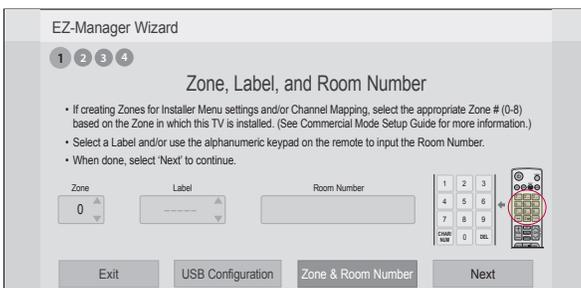 EZ-Manager Wizard
1 2 3 4
Zone, Label, and Room Number
• If creating Zones for Installer Menu settings and/or Channel Mapping, select the appropriate Zone # (0-8)
based on the Zone in which this TV is installed. (See Commercial Mode Setup Guide for more information.)
• Select a Label and/or use the alphanumeric keypad on the remote to input the Room Number.
• When done, select 'Next' to continue.
Zone Label Room Number
0 -----
1 2 3
4 5 6
7 8 9
CHAR/
NUM 0 DEL
Exit USB Configuration Zone & Room Number Next